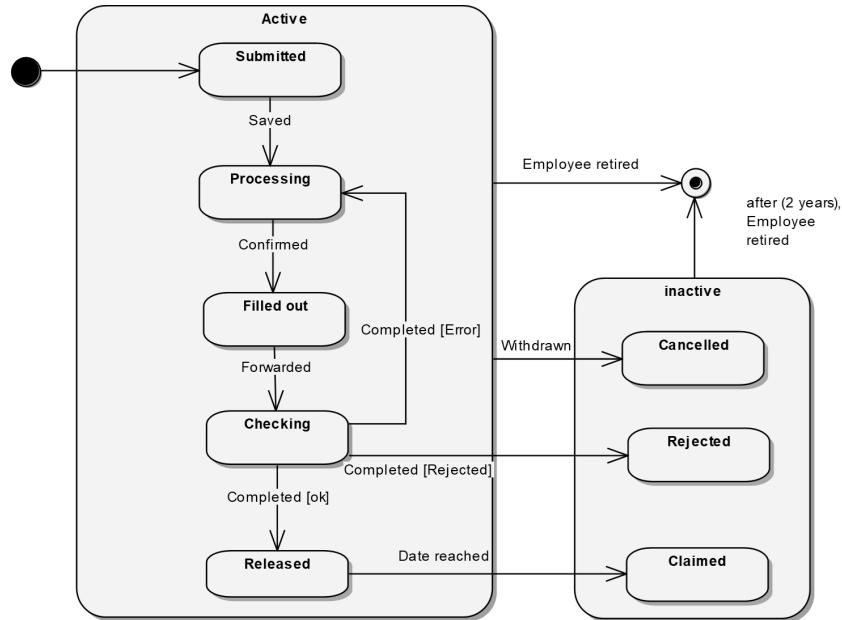 Active
Submitted
Saved
Processing
Employee retired
after (2 years),
Employee
retired
Confirmed
inactive
Filled out
Completed [Error]
Withdrawn
Cancelled
Forwarded
Checking
Rejected
Completed [Rejected]
Completed [ok]
Date reached
Released
Claimed